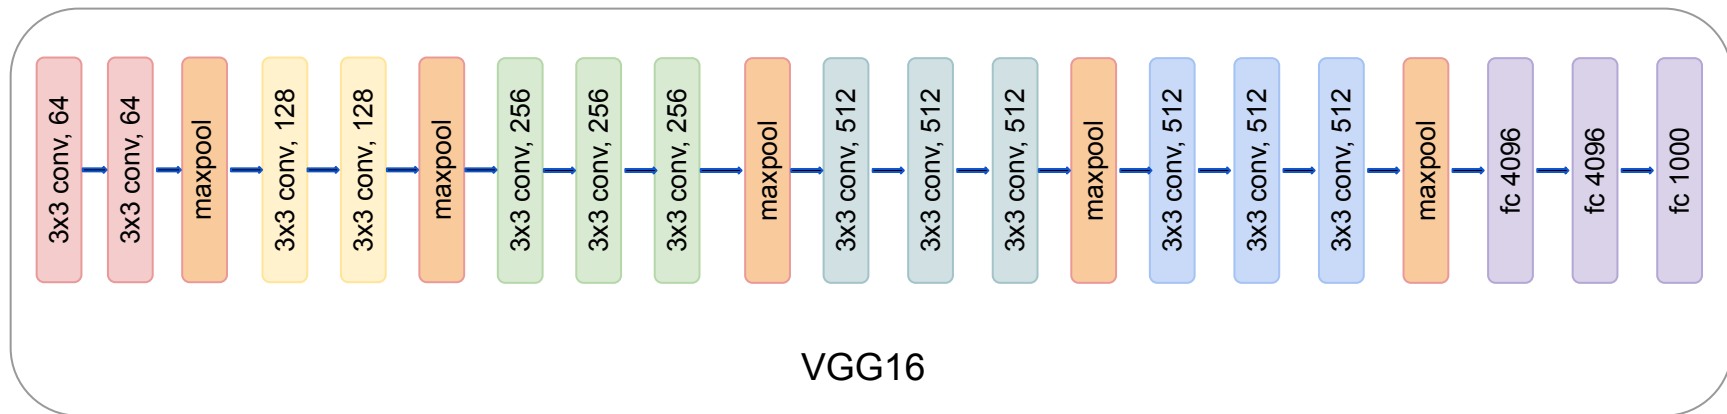 3x3 conv, 64
3x3 conv, 64
maxpool
3x3 conv, 128
3x3 conv, 128
maxpool
3x3 conv, 256
3x3 conv, 256
3x3 conv, 256
maxpool
3x3 conv, 512
3x3 conv, 512
3x3 conv, 512
maxpool
3x3 conv, 512
3x3 conv, 512
3x3 conv, 512
maxpool
fc 4096
fc 4096
fc 1000
VGG16